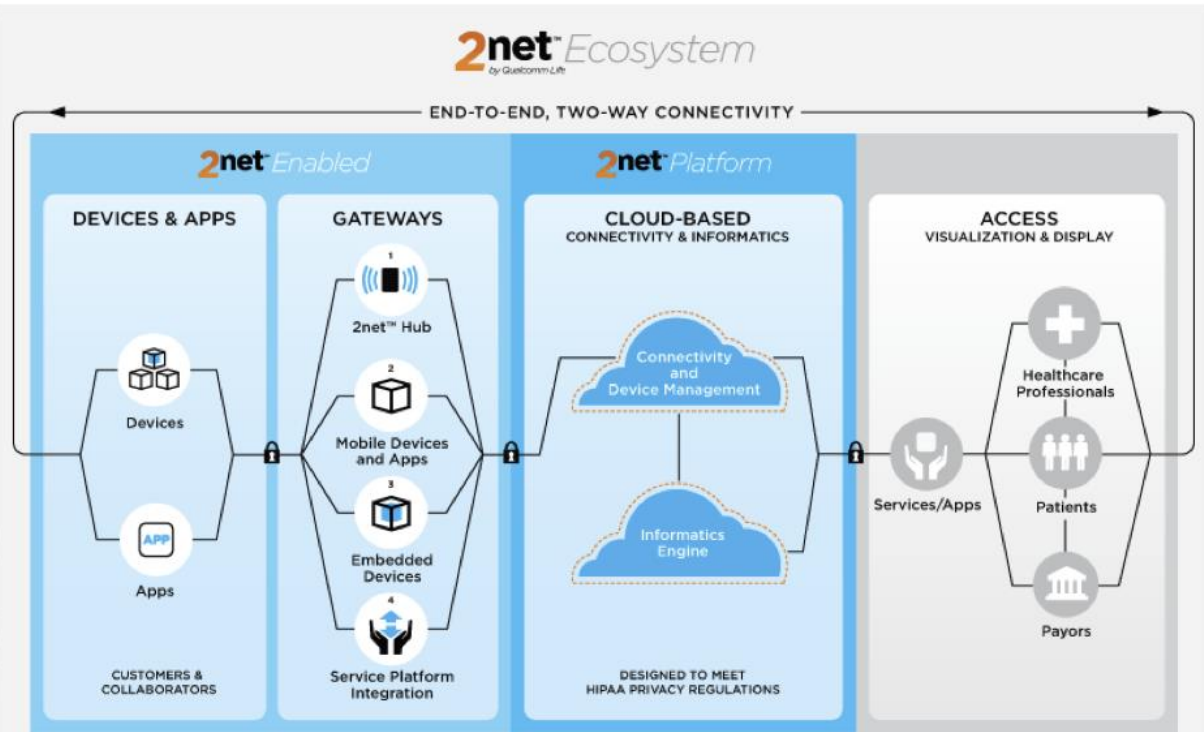 2net™ Ecosystem
by Qualcomm Life
END-TO-END, TWO-WAY CONNECTIVITY
2net™ Enabled
2net™ Platform
DEVICES & APPS
Devices
APP
Apps
CUSTOMERS &
COLLABORATORS
GATEWAYS
1
2net™ Hub
2
Mobile Devices
and Apps
3
Embedded
Devices
4
Service Platform
Integration
CLOUD-BASED
CONNECTIVITY & INFORMATICS
Connectivity
and
Device Management
Informatics
Engine
DESIGNED TO MEET
HIPAA PRIVACY REGULATIONS
ACCESS
VISUALIZATION & DISPLAY
Services/Apps
Healthcare
Professionals
Patients
Payors